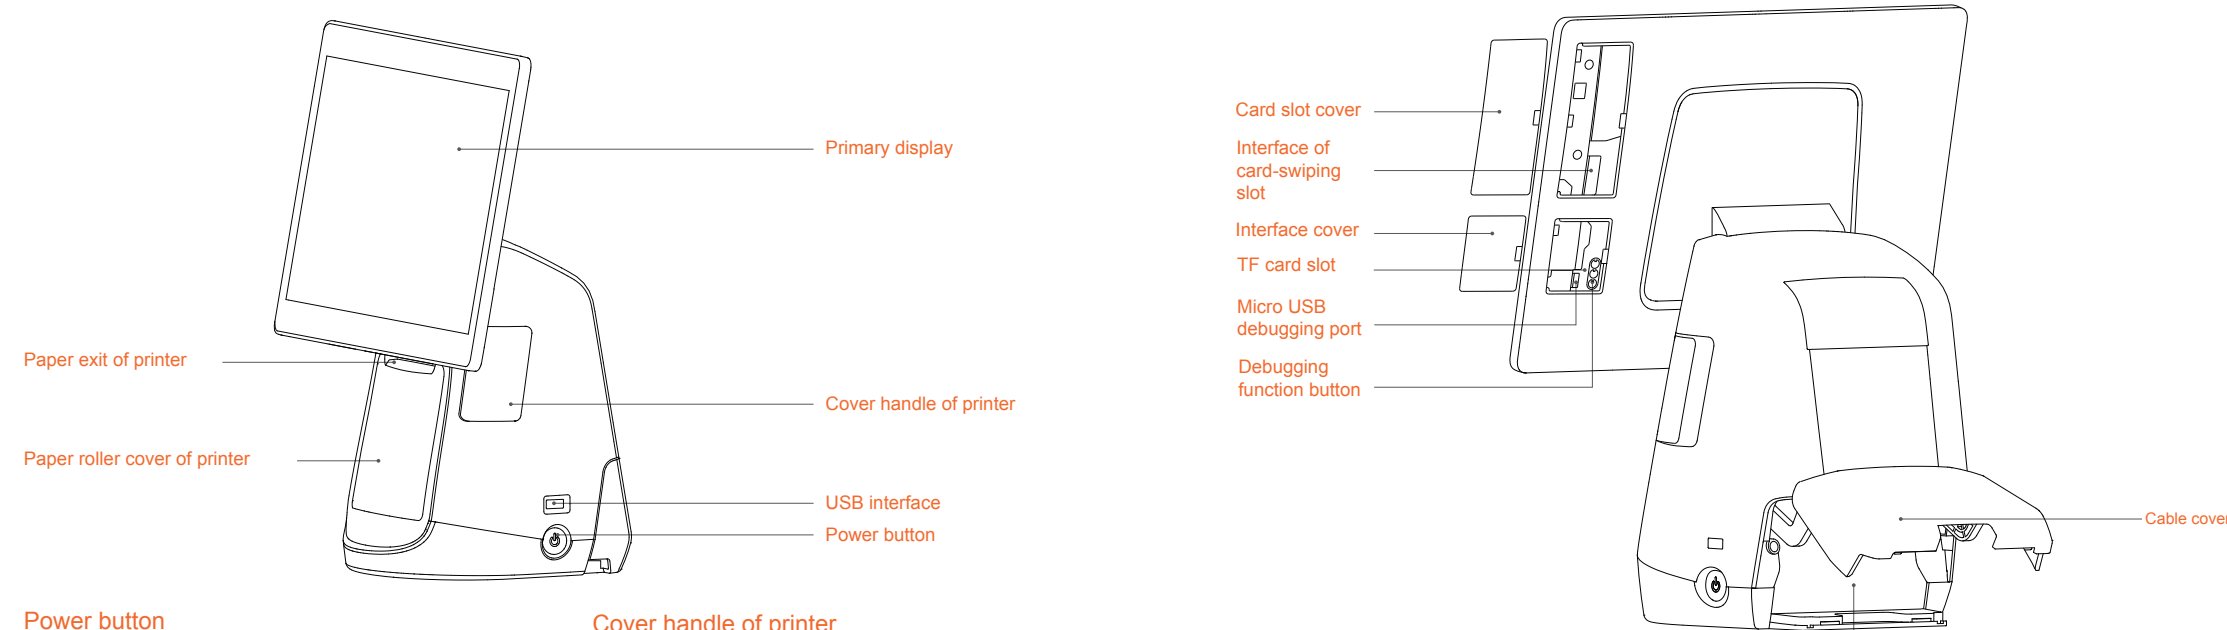 Primary display
Paper exit of printer
Cover handle of printer
Paper roller cover of printer
USB interface
Power button
Card slot cover
Interface of
card-swiping
slot
Interface cover
TF card slot
Micro USB
debugging port
Debugging
function button
Cable cover
Power button
Cover handle of printer